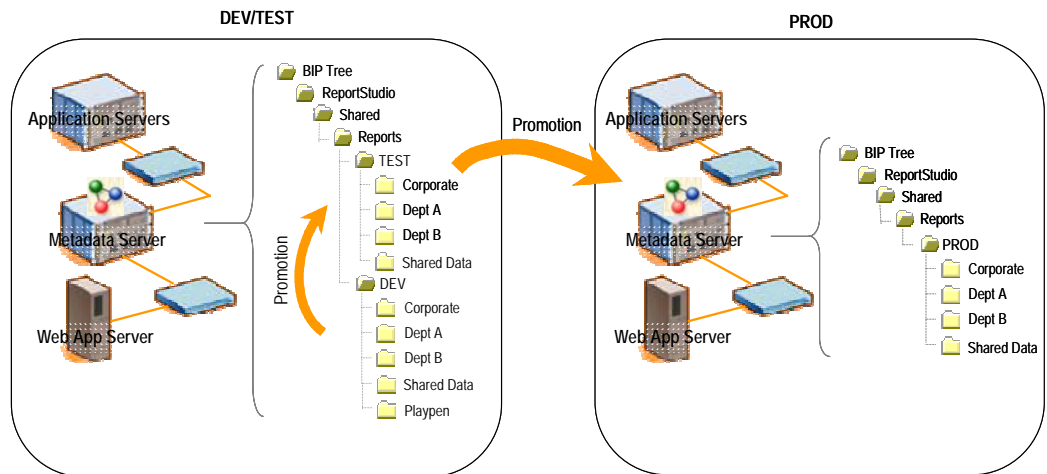 DEV/TEST
Application Servers
Metadata Server
Web App Server
BIP Tree
ReportStudio
Shared
Reports
TEST
Corporate
Dept A
Dept B
Shared Data
DEV
Corporate
Dept A
Dept B
Shared Data
Playpen
Promotion
Promotion
PROD
Application Servers
Metadata Server
Web App Server
BIP Tree
ReportStudio
Shared
Reports
PROD
Corporate
Dept A
Dept B
Shared Data